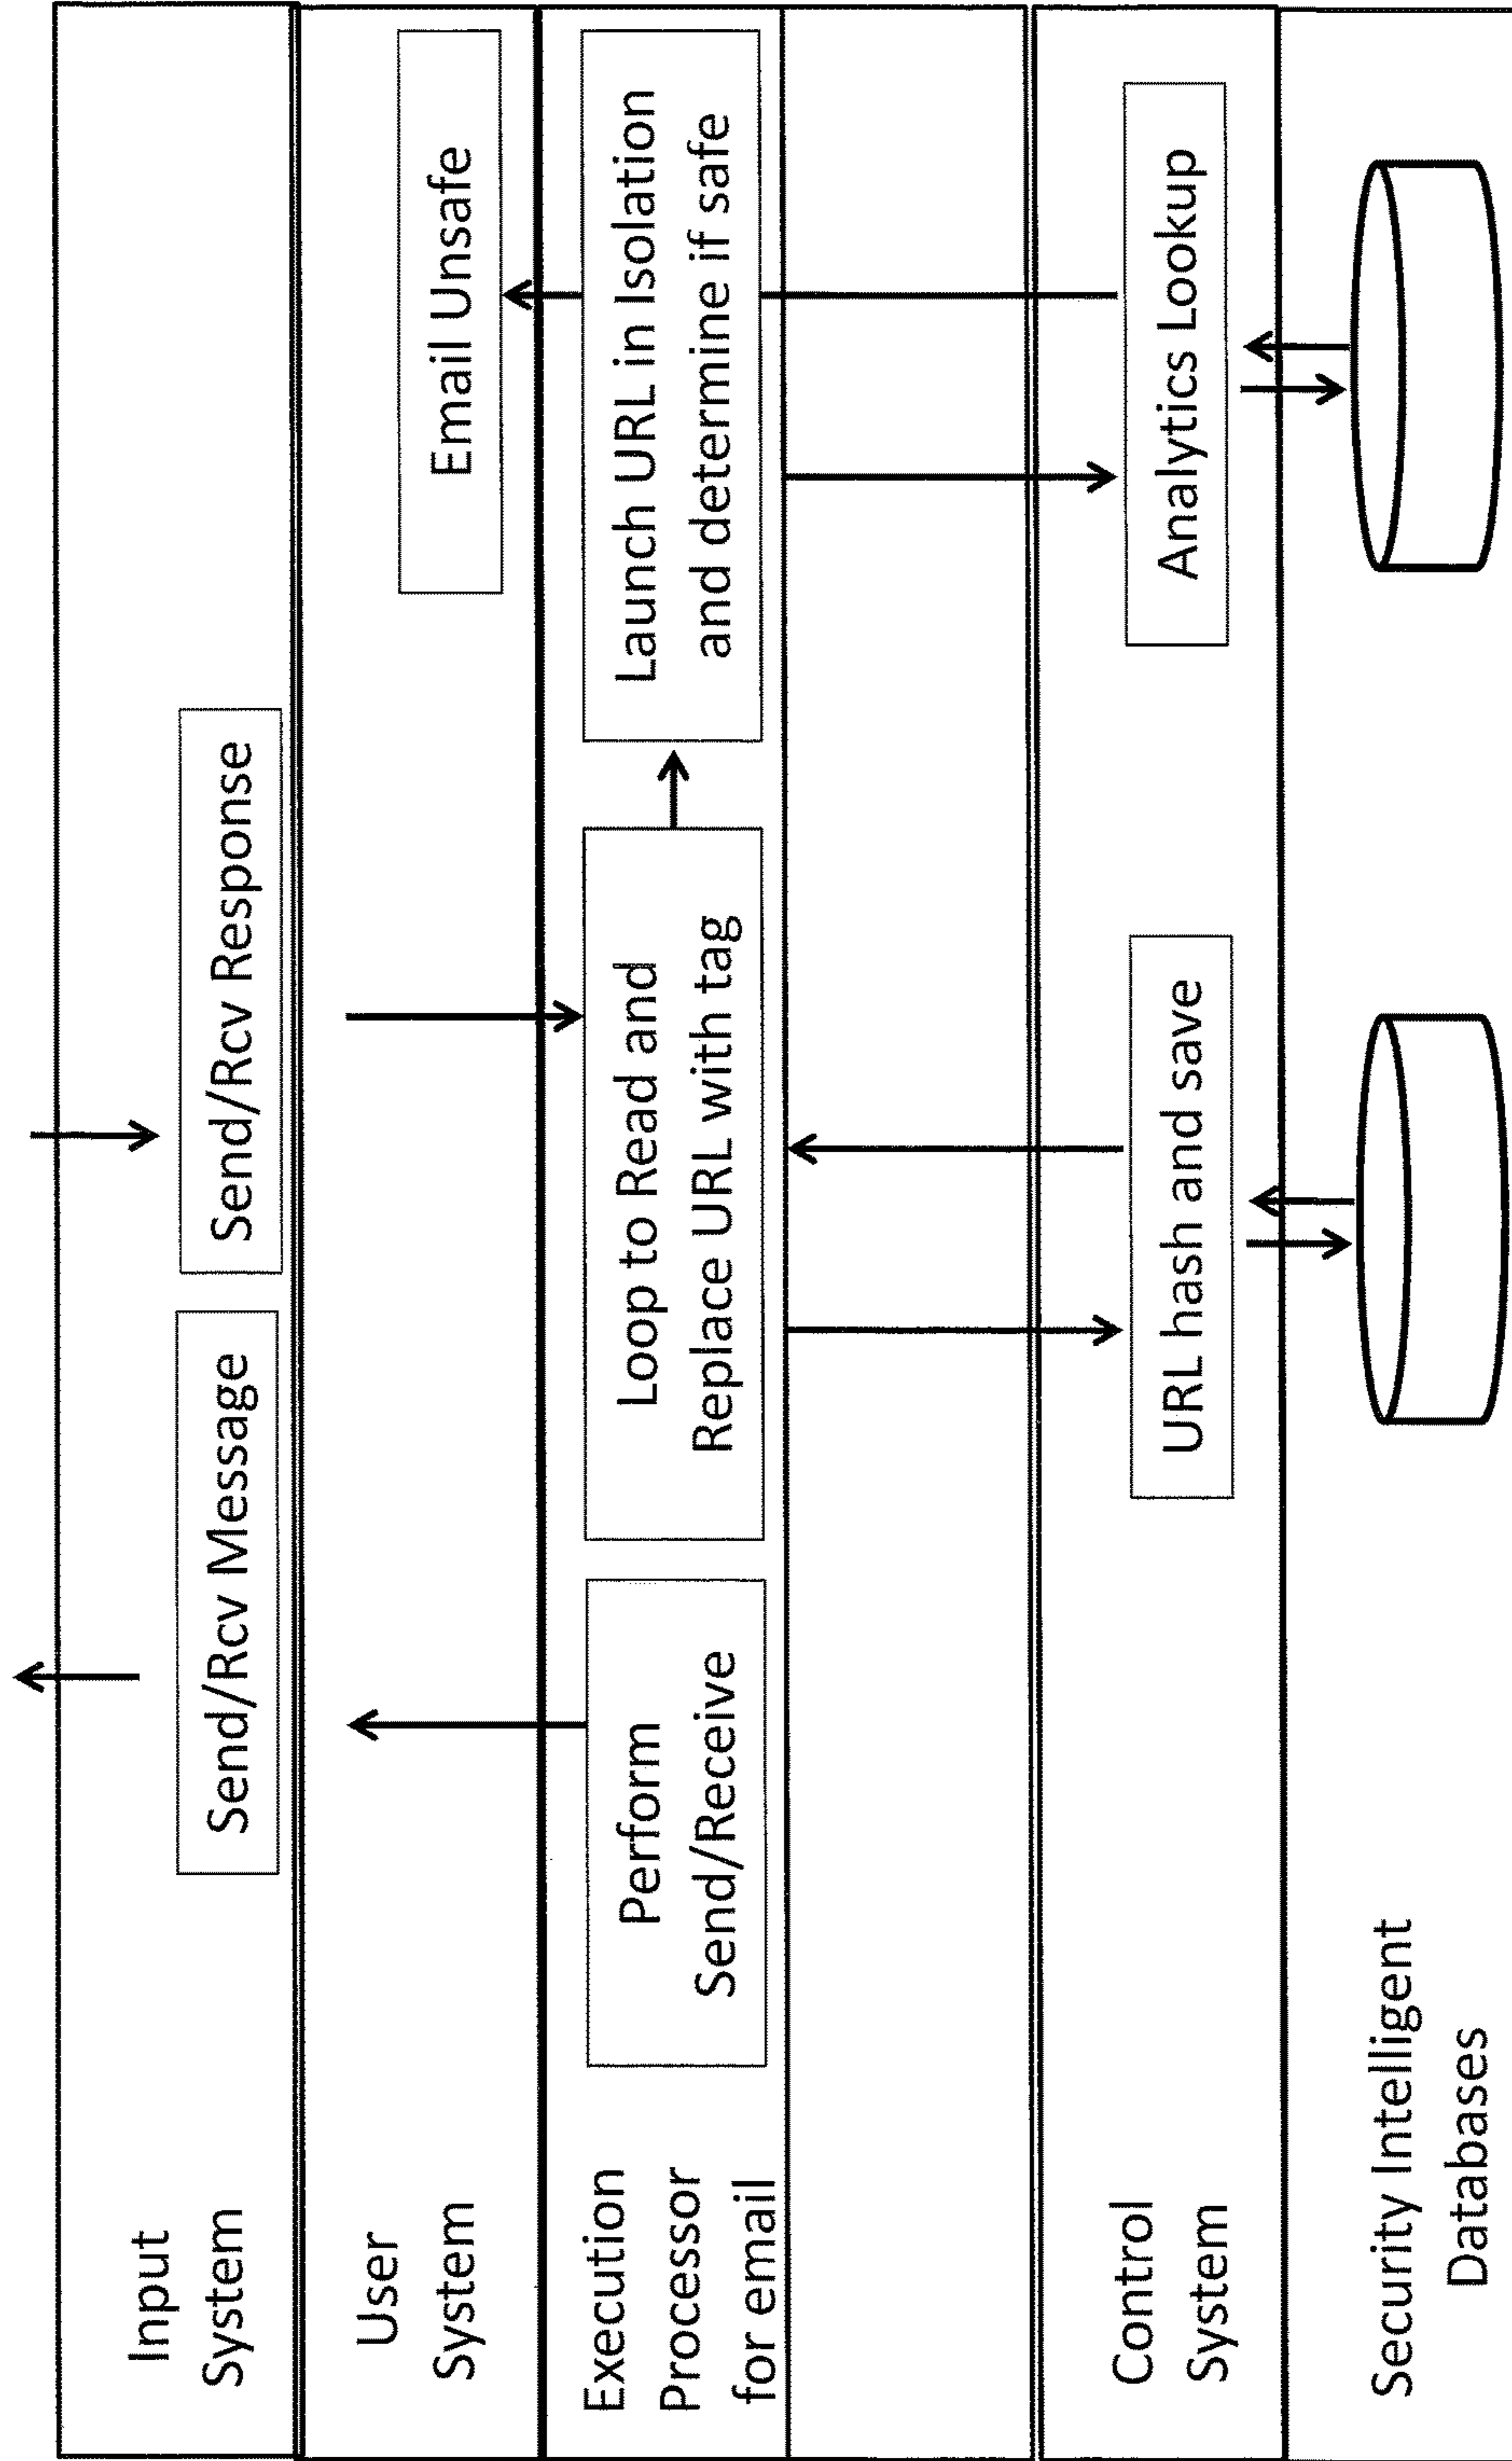 Input
System
Send/Rcv Message
Send/Rcv Response
User
System
Email Unsafe
Execution
Processor
for email
Perform
Send/Receive
Loop to Read and
Replace URL with tag
Launch URL in Isolation
and determine if safe
Control
System
URL hash and save
Analytics Lookup
Security Intelligent
Databases